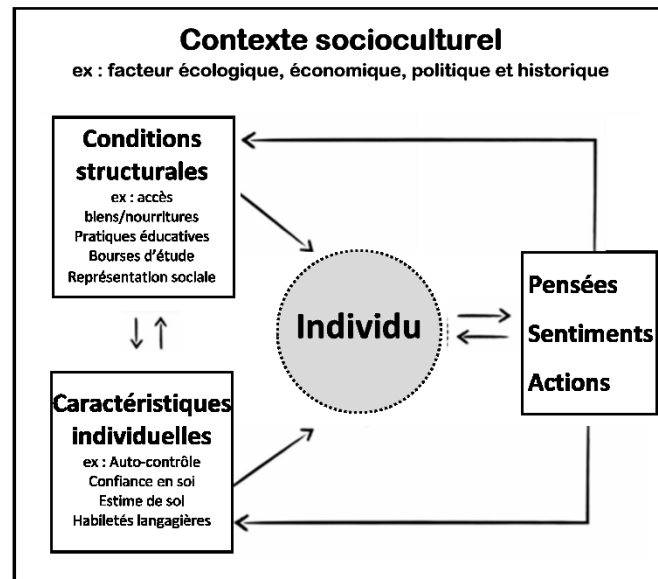 Contexte socioculturel
ex : facteur écologique, économique, politique et historique
Conditions
structurales
ex : accès
biens/nourritures
Pratiques éducatives
Bourses d'étude
Représentation sociale
Individu
Pensées
Sentiments
Actions
Caractéristiques
individuelles
ex : Auto-contrôle
Confiance en soi
Estime de soi
Habiletés langagières